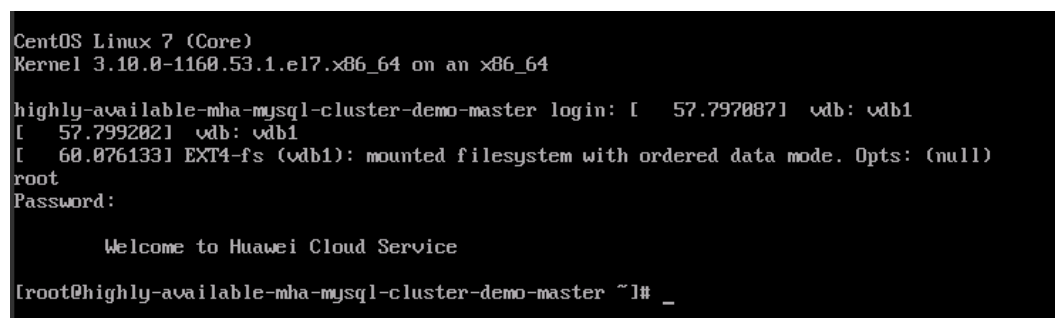 CentOS Linux 7 (Core)
Kernel 3.10.0-1160.53.1.el7.x86_64 on an x86_64
highly-available-mha-mysql-cluster-demo-master login: [   57.797087]  vdb: vdb1
[   57.799202]  vdb: vdb1
[   60.076133] EXT4-fs (vdb1): mounted filesystem with ordered data mode. Opts: (null)
root
Password:
Welcome to Huawei Cloud Service
[root@highly-available-mha-mysql-cluster-demo-master ~]# _